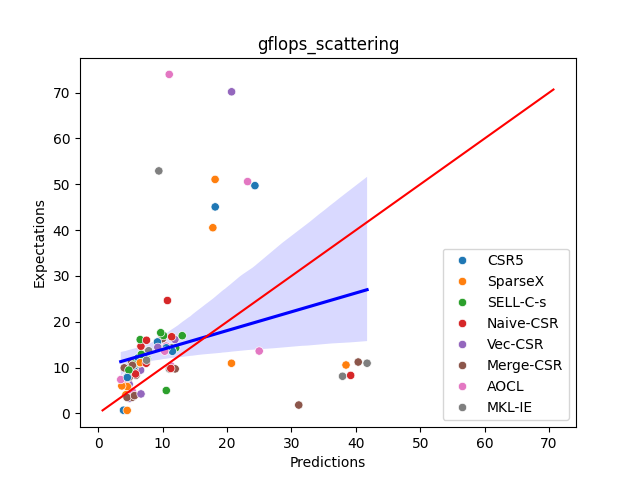 gflops_scattering
70
60
50
40
30
20
10
0
Expectations
0 10 20 30 40 50 60 70
Predictions
CSR5
SparseX
SELL-C-s
Naive-CSR
Vec-CSR
Merge-CSR
AOCL
MKL-IE